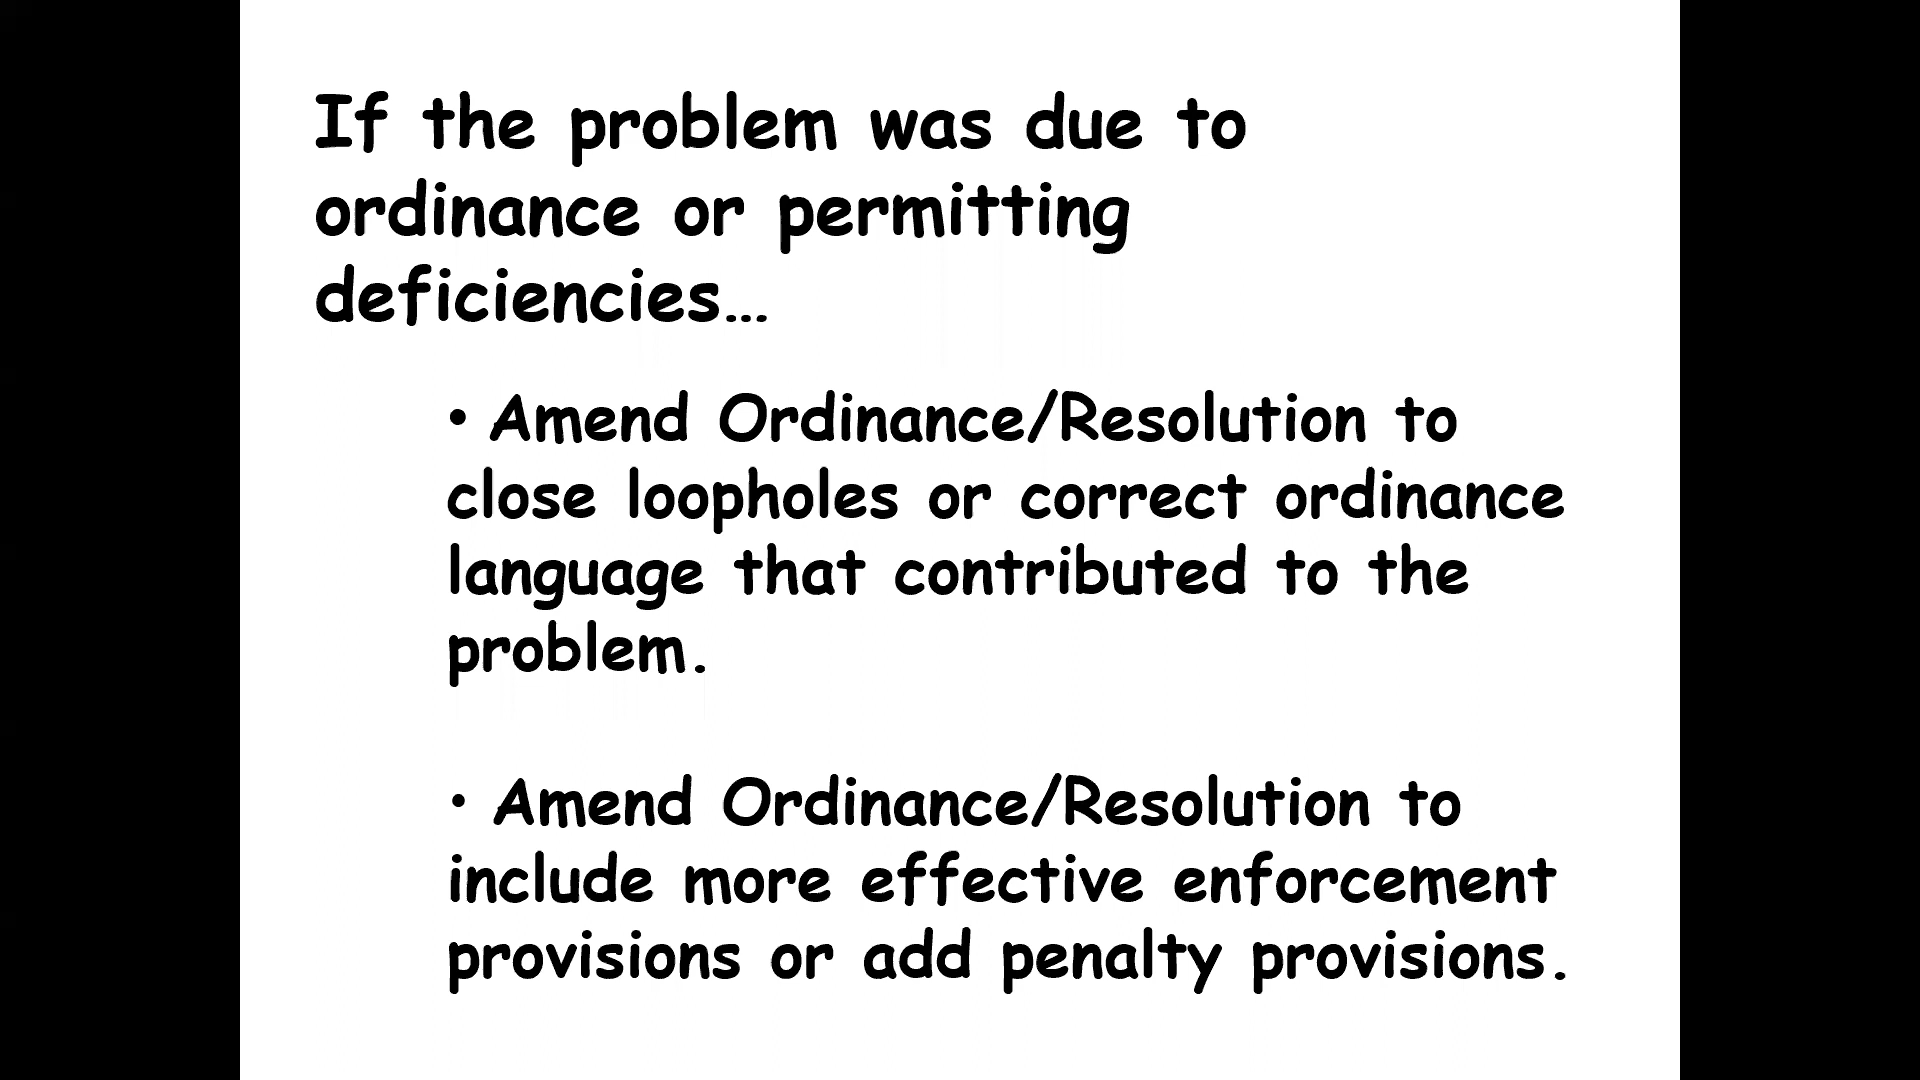 If the problem was due to
ordinance or permitting
deficiencies…
• Amend Ordinance/Resolution to
close loopholes or correct ordinance
language that contributed to the
problem.
• Amend Ordinance/Resolution to
include more effective enforcement
provisions or add penalty provisions.